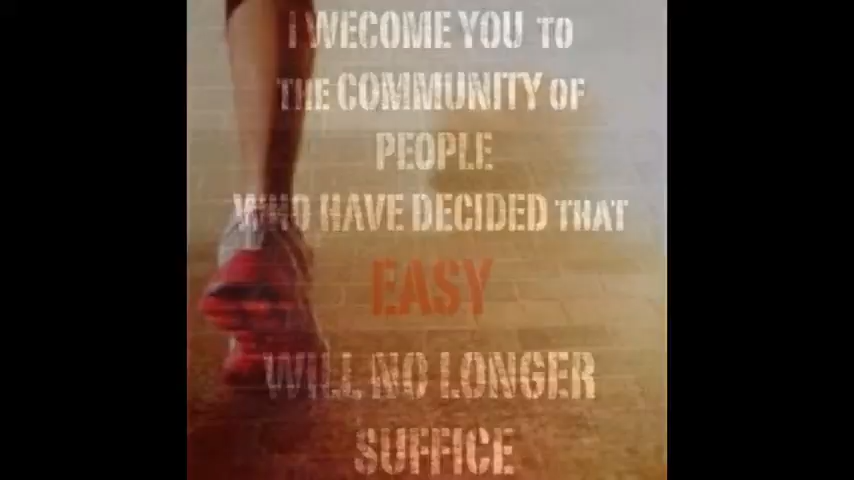 I WECOME YOU TO
THE COMMUNITY OF
PEOPLE
WHO HAVE DECIDED THAT
EASY
WILL NO LONGER
SUFFICE